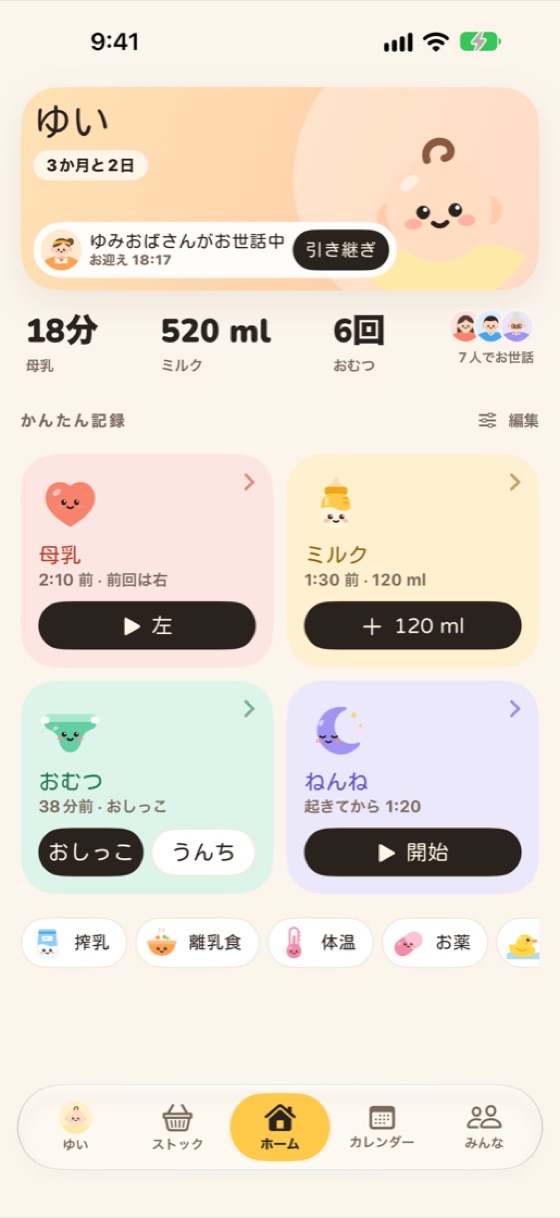 9:41
ゆい
3か月と2日
ゆみおばさんがお世話中
お迎え 18:17
引き継ぎ
18分
母乳
520 ml
ミルク
6回
おむつ
7人でお世話
かんたん記録
編集
母乳
2:10 前 · 前回は右
左
ミルク
1:30 前 · 120 ml
120 ml
おむつ
38分前 · おしっこ
おしっこ
うんち
ねんね
起きてから 1:20
開始
搾乳
離乳食
体温
お薬
ゆい
ストック
ホーム
カレンダー
みんな